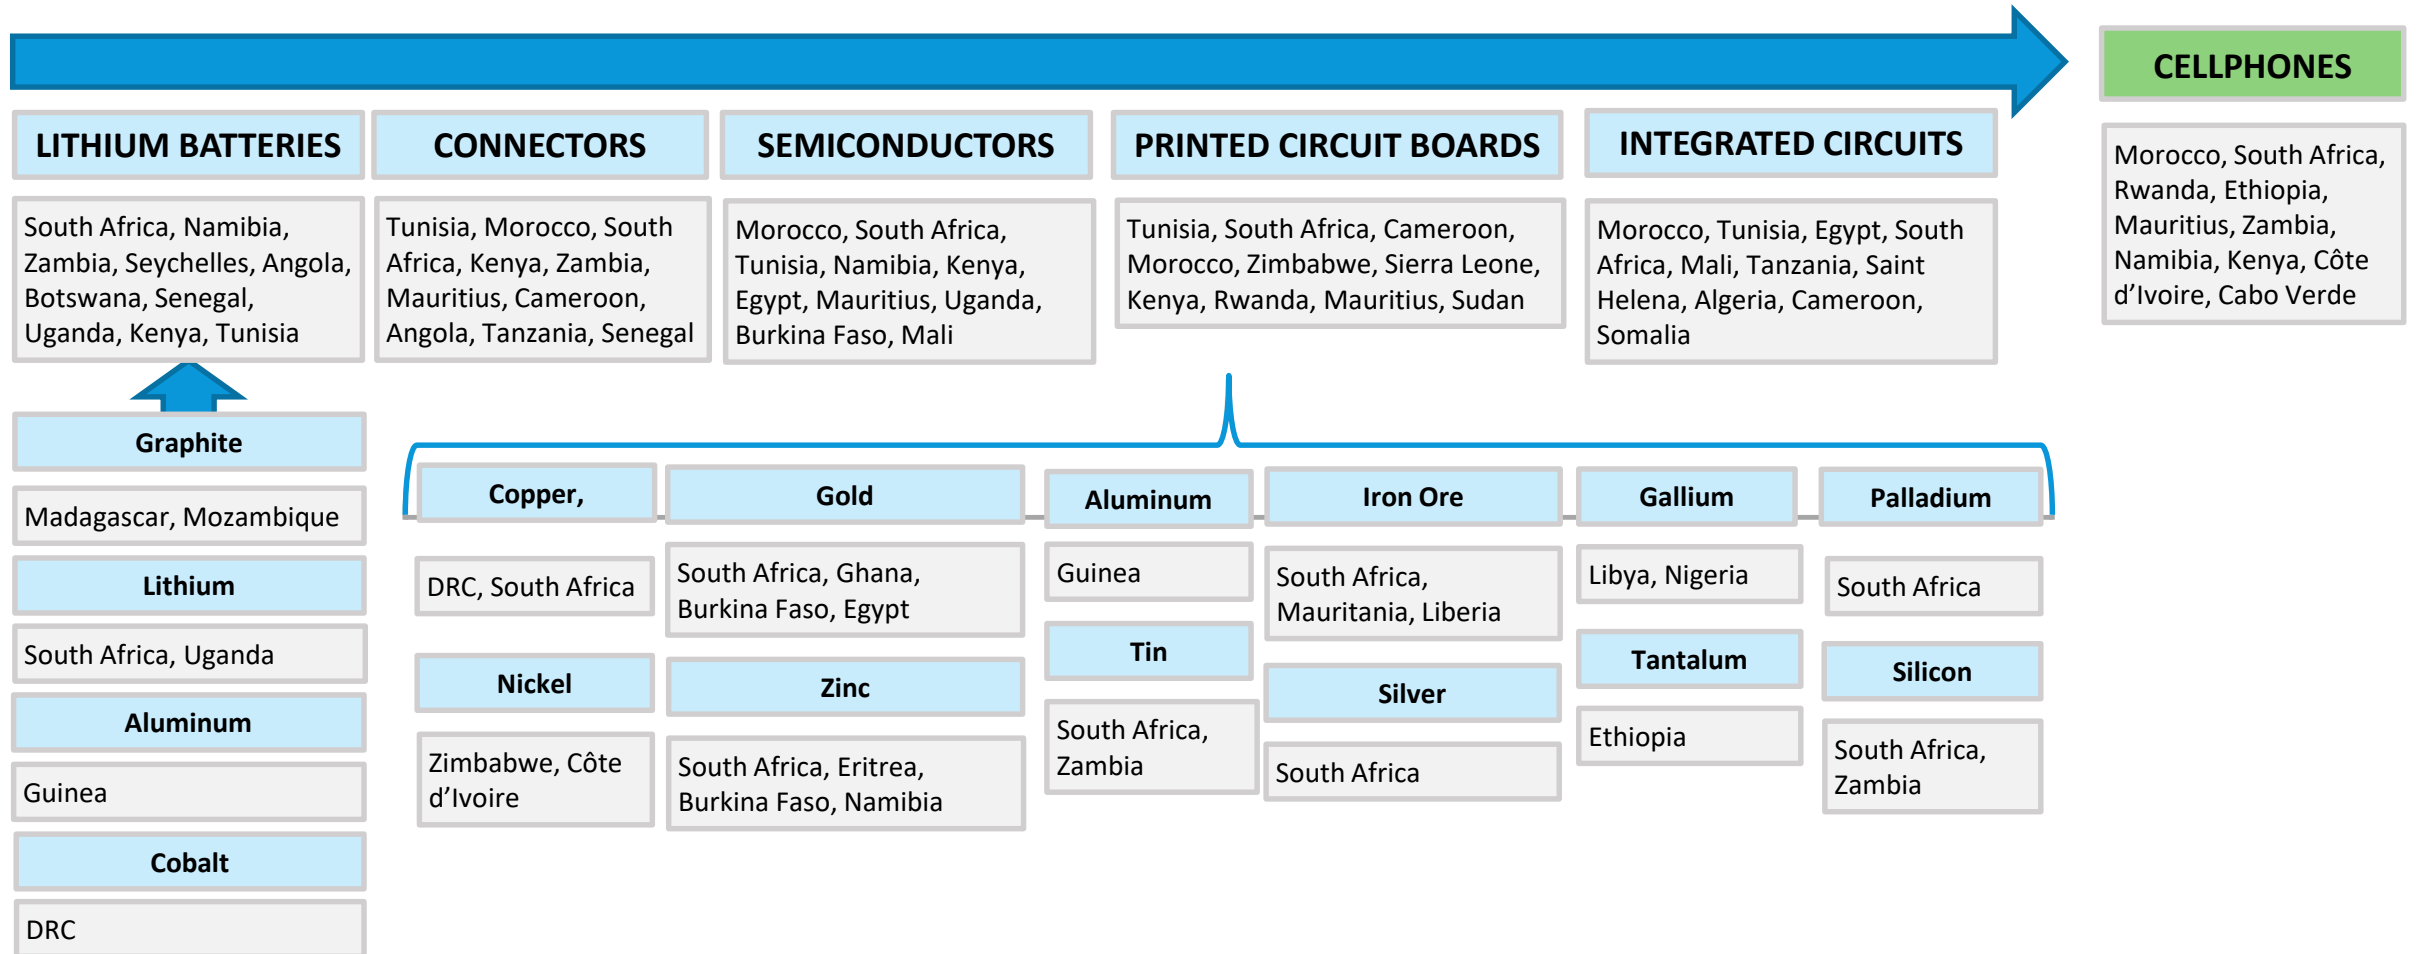 CELLPHONES
Morocco, South Africa,
Rwanda, Ethiopia,
Mauritius, Zambia,
Namibia, Kenya, Côte
d’Ivoire, Cabo Verde
LITHIUM BATTERIES
South Africa, Namibia,
Zambia, Seychelles, Angola,
Botswana, Senegal,
Uganda, Kenya, Tunisia
CONNECTORS
Tunisia, Morocco, South
Africa, Kenya, Zambia,
Mauritius, Cameroon,
Angola, Tanzania, Senegal
SEMICONDUCTORS
Morocco, South Africa,
Tunisia, Namibia, Kenya,
Egypt, Mauritius, Uganda,
Burkina Faso, Mali
PRINTED CIRCUIT BOARDS
Tunisia, South Africa, Cameroon,
Morocco, Zimbabwe, Sierra Leone,
Kenya, Rwanda, Mauritius, Sudan
INTEGRATED CIRCUITS
Morocco, Tunisia, Egypt, South
Africa, Mali, Tanzania, Saint
Helena, Algeria, Cameroon,
Somalia
Graphite
Madagascar, Mozambique
Lithium
South Africa, Uganda
Aluminum
Guinea
Cobalt
DRC
Copper,
DRC, South Africa
Nickel
Zimbabwe, Côte
d’Ivoire
Gold
South Africa, Ghana,
Burkina Faso, Egypt
Zinc
South Africa, Eritrea,
Burkina Faso, Namibia
Aluminum
Guinea
Tin
South Africa,
Zambia
Iron Ore
South Africa,
Mauritania, Liberia
Silver
South Africa
Gallium
Libya, Nigeria
Tantalum
Ethiopia
Palladium
South Africa
Silicon
South Africa,
Zambia